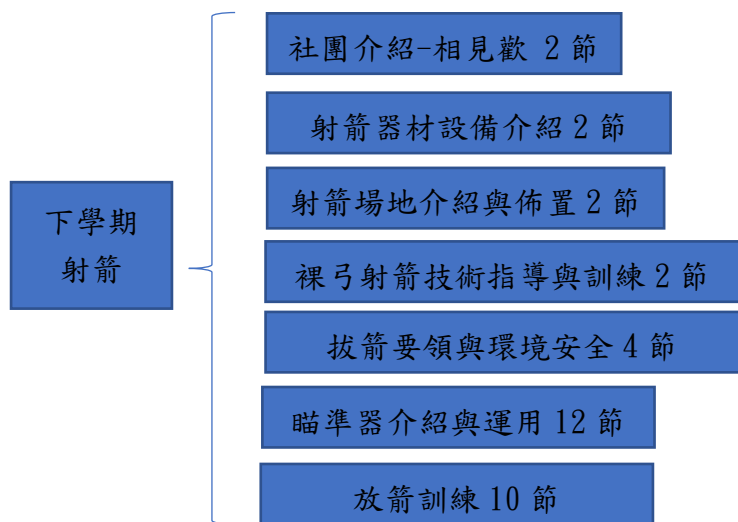 社團介紹-相見歡 2 節
射箭器材設備介紹 2 節
射箭場地介紹與佈置 2 節
下學期
射箭
裸弓射箭技術指導與訓練 2 節
拔箭要領與環境安全 4 節
瞄準器介紹與運用 12 節
放箭訓練 10 節